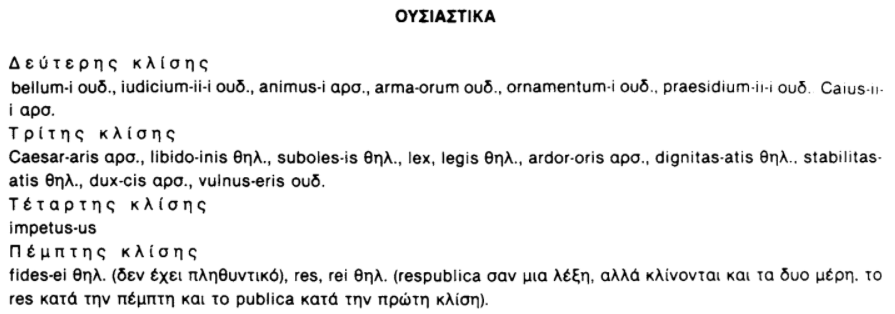 ΟΥΣΙΑΣΤΙΚΑ
Δεύτερης κλίσης
bellum-i ουδ., iudicium-ii-i ουδ., animus-i αρσ., arma-orum ουδ., ornamentum-i ουδ., praesidium-ii-i ουδ. Caius-ii-
i αρσ.
Τρίτης κλίσης
Caesar-aris αρσ., libido-inis θηλ., suboles-is θηλ., lex, legis θηλ., ardor-oris αρσ., dignitas-atis θηλ., stabilitas-
atis θηλ., dux-cis αρσ., vulnus-eris ουδ.
Τέταρτης κλίσης
impetus-us
Πέμπτης κλίσης
fides-ei θηλ. (δεν έχει πληθυντικό), res, rei θηλ. (respublica σαν μια λέξη, αλλά κλίνονται και τα δυο μέρη, το
res κατά την πέμπτη και το publica κατά την πρώτη κλίση).